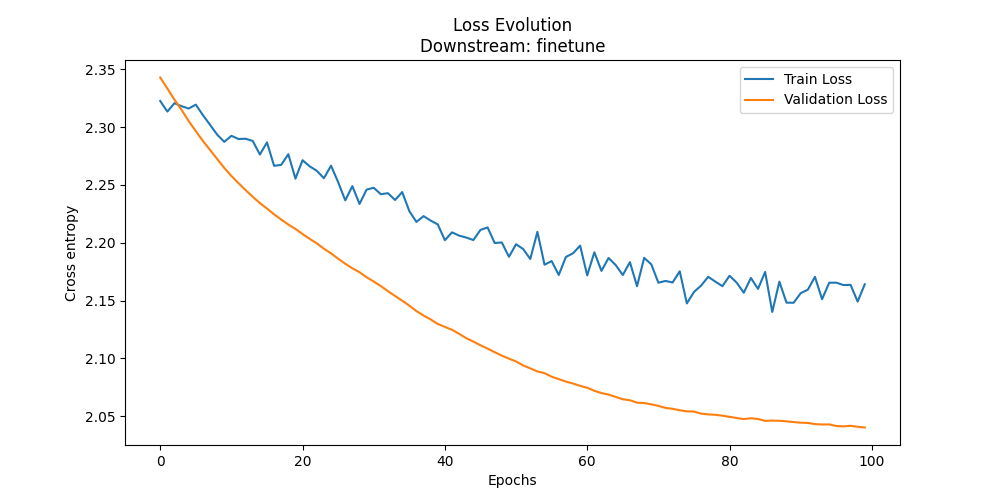 Loss Evolution
Downstream: finetune
Train Loss
Validation Loss
Cross entropy
2.35
2.30
2.25
2.20
2.15
2.10
2.05
0 20 40 60 80 100
Epochs